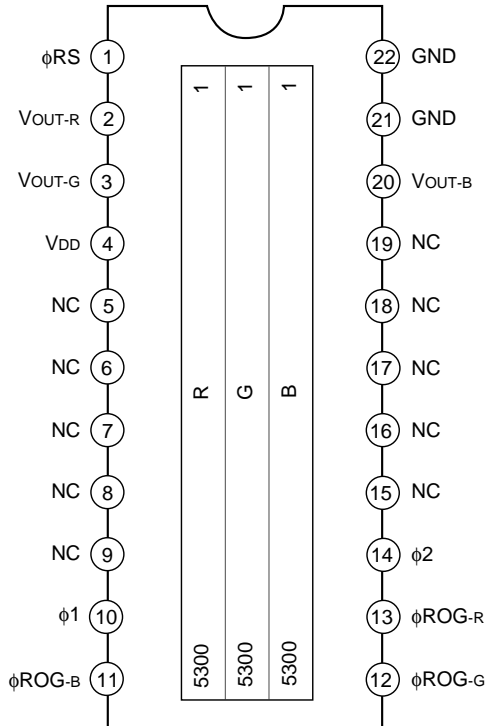 φRS 1
VOUT-R 2
VOUT-G 3
VDD 4
NC 5
NC 6
NC 7
NC 8
NC 9
φ1 10
φROG-B 11
1 1 1
R G B
5300 5300 5300
22 GND
21 GND
20 VOUT-B
19 NC
18 NC
17 NC
16 NC
15 NC
14 φ2
13 φROG-R
12 φROG-G